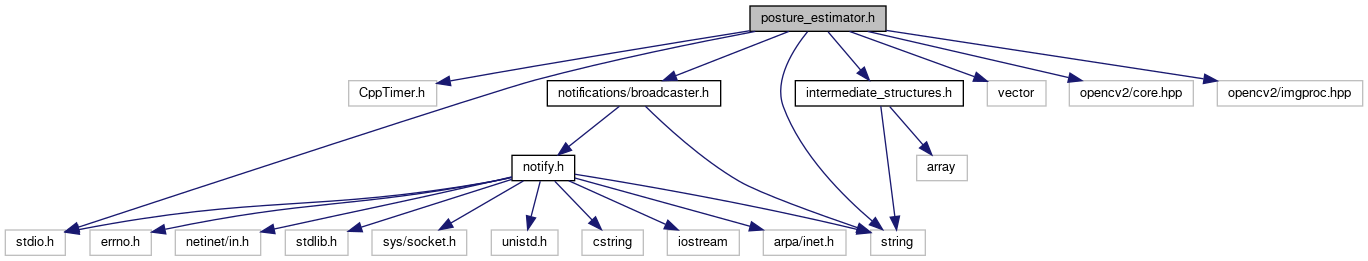 posture_estimator.h
CppTimer.h
notifications/broadcaster.h
intermediate_structures.h
vector
opencv2/core.hpp
opencv2/imgproc.hpp
notify.h
array
stdio.h
errno.h
netinet/in.h
stdlib.h
sys/socket.h
unistd.h
cstring
iostream
arpa/inet.h
string